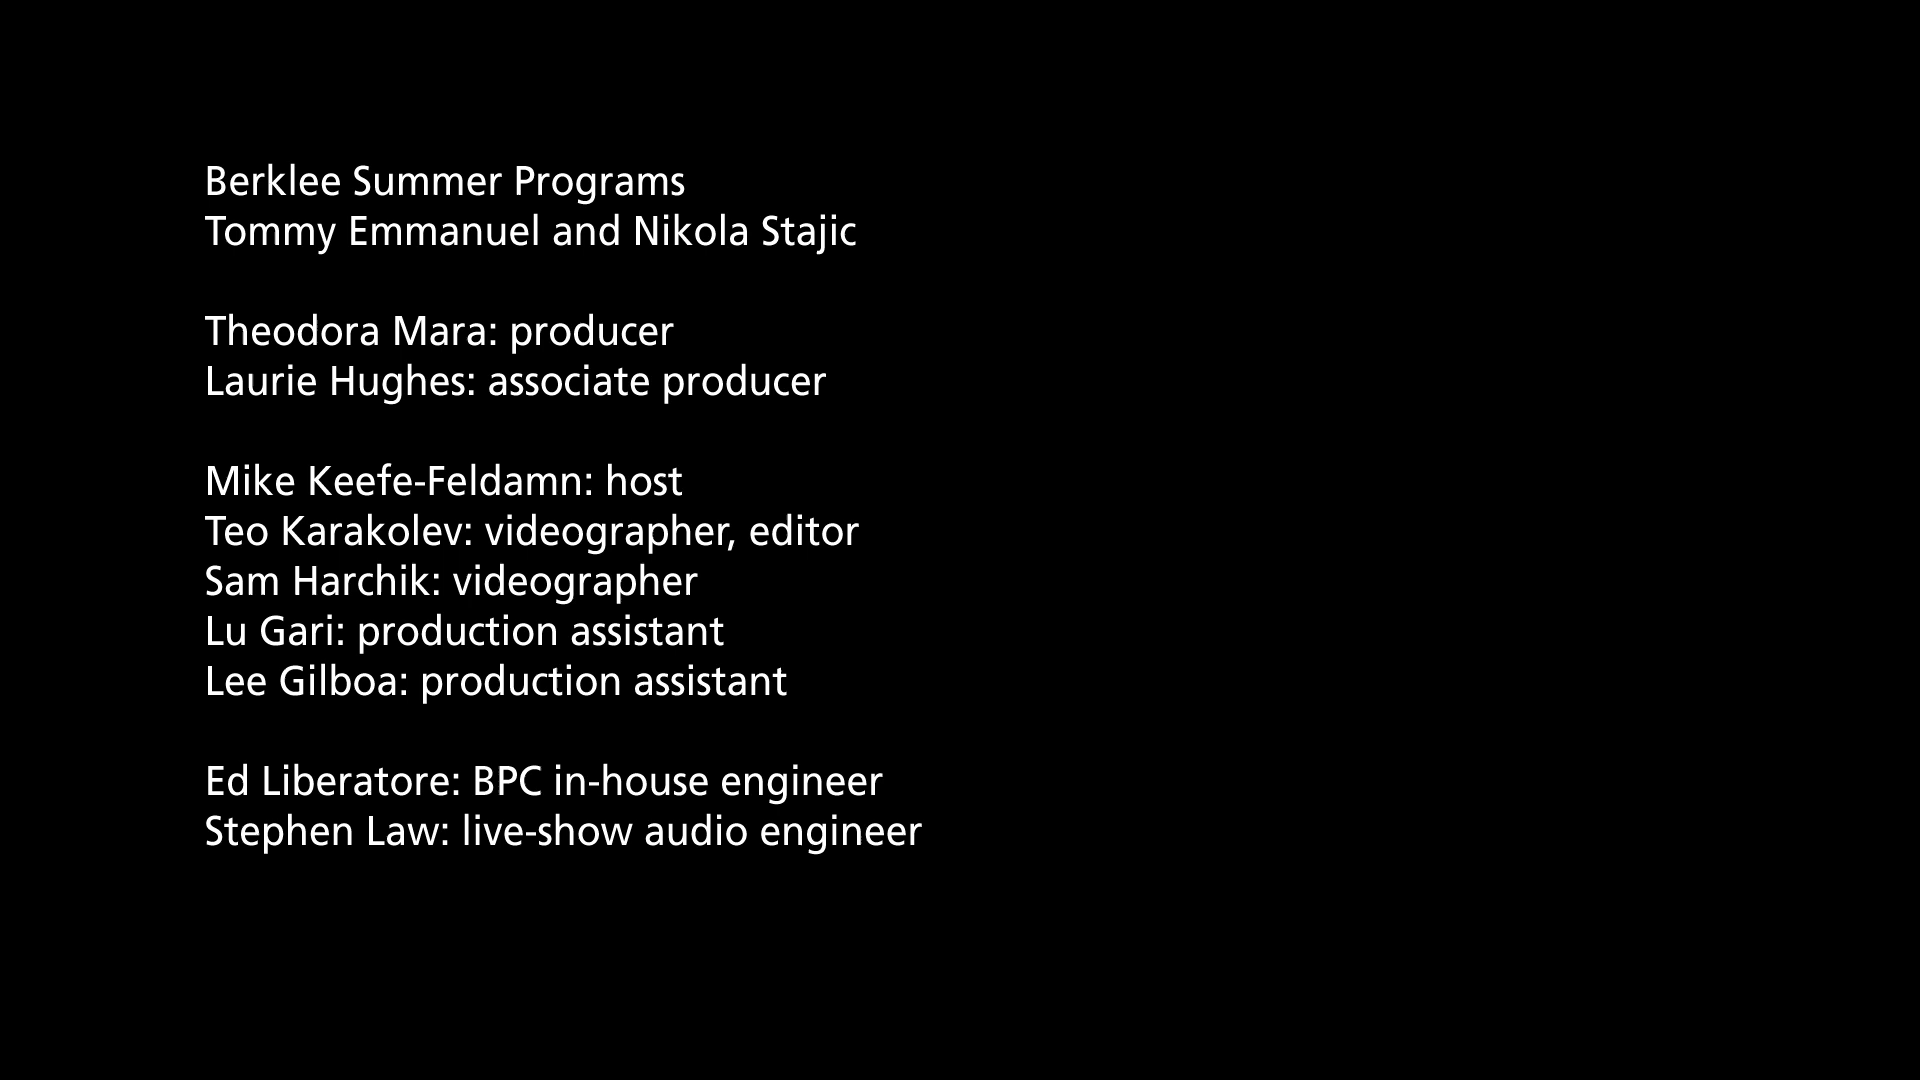 Berklee Summer Programs
Tommy Emmanuel and Nikola Stajic
Theodora Mara: producer
Laurie Hughes: associate producer
Mike Keefe-Feldamn: host
Teo Karakolev: videographer, editor
Sam Harchik: videographer
Lu Gari: production assistant
Lee Gilboa: production assistant
Ed Liberatore: BPC in-house engineer
Stephen Law: live-show audio engineer